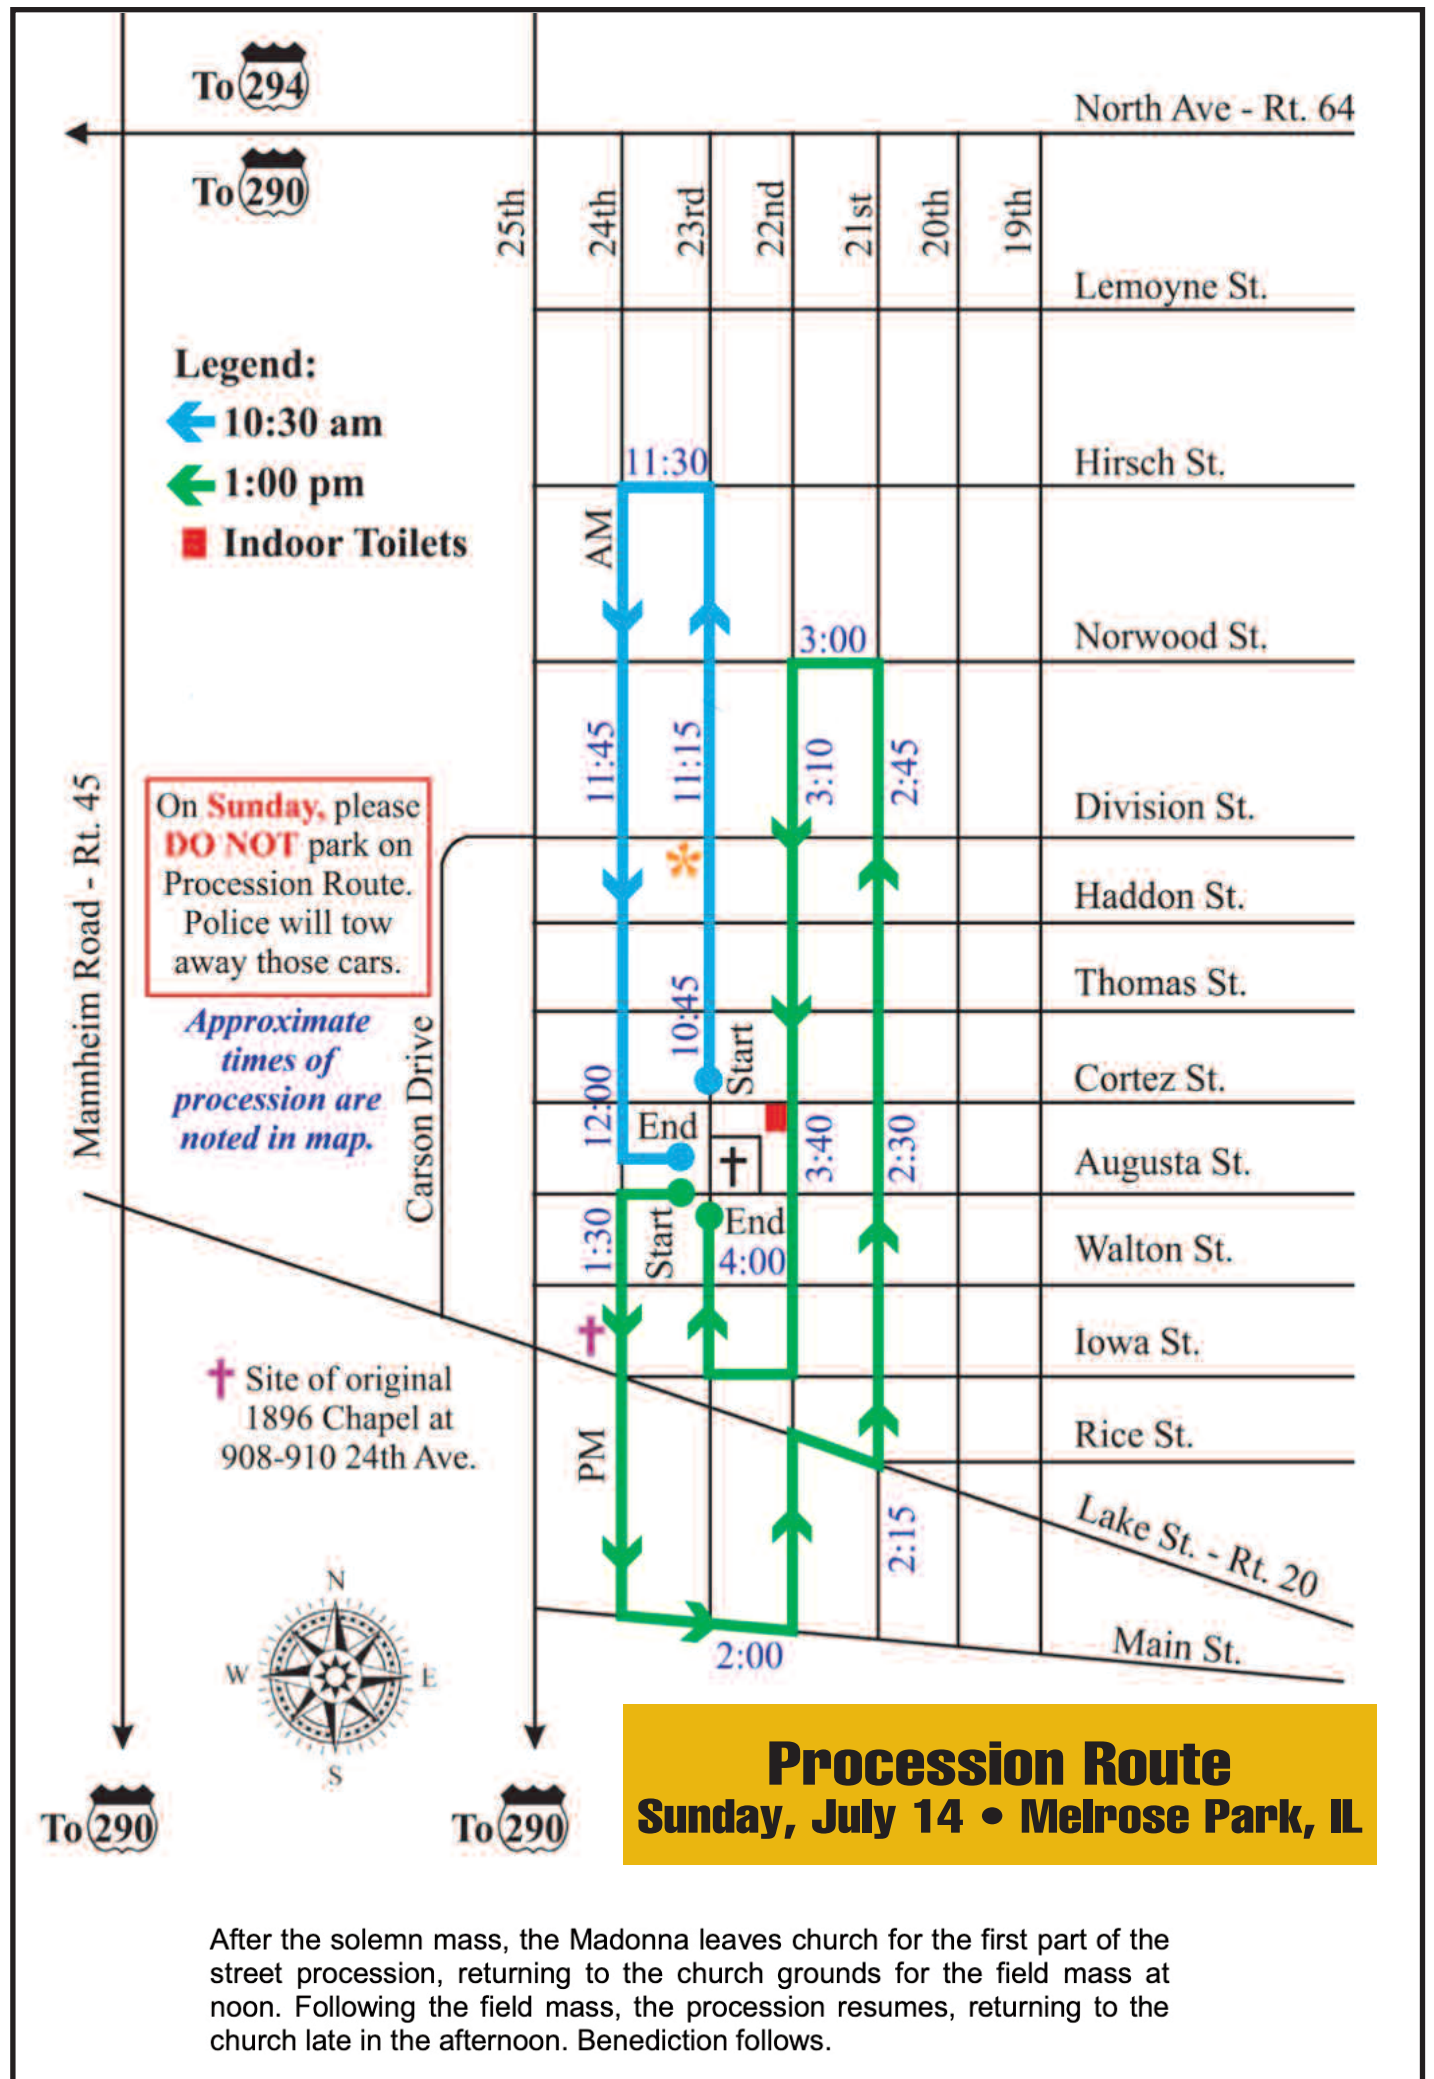 To 294
North Ave - Rt. 64
To 290
25th
24th
23rd
22nd
21st
20th
19th
Lemoyne St.
Legend:
10:30 am
1:00 pm
Indoor Toilets
11:30
Hirsch St.
AM
3:00
Norwood St.
11:45
11:15
3:10
2:45
Division St.
Mannheim Road - Rt. 45
On Sunday, please
DO NOT park on
Procession Route.
Police will tow
away those cars.
*
Haddon St.
Thomas St.
Approximate
times of
procession are
noted in map.
Carson Drive
10:45
Start
Cortez St.
12:00
End
3:40
2:30
Augusta St.
1:30
Start
End
4:00
Walton St.
Iowa St.
Site of original
1896 Chapel at
908-910 24th Ave.
PM
Rice St.
Lake St. - Rt. 20
2:15
Main St.
2:00
N
W
E
S
To 290
To 290
Procession Route
Sunday, July 14 • Melrose Park, IL
After the solemn mass, the Madonna leaves church for the first part of the
street procession, returning to the church grounds for the field mass at
noon. Following the field mass, the procession resumes, returning to the
church late in the afternoon. Benediction follows.